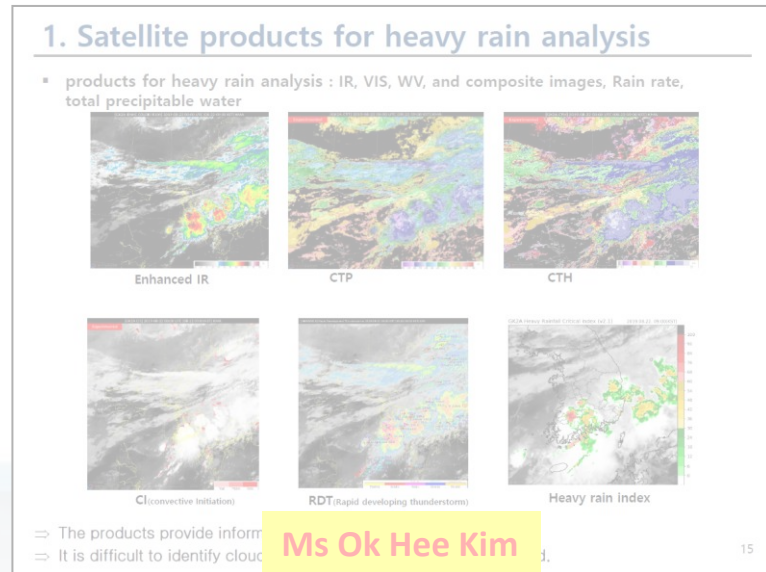 1. Satellite products for heavy rain analysis
▪ products for heavy rain analysis : IR, VIS, WV, and composite images, Rain rate,
total precipitable water
Enhanced IR
CTP
CTH
CI(convective initiation)
RDT(Rapid developing thunderstorm)
Heavy rain index
⇒ The products provide inform
⇒ It is difficult to identify cloud
Ms Ok Hee Kim
d.
15